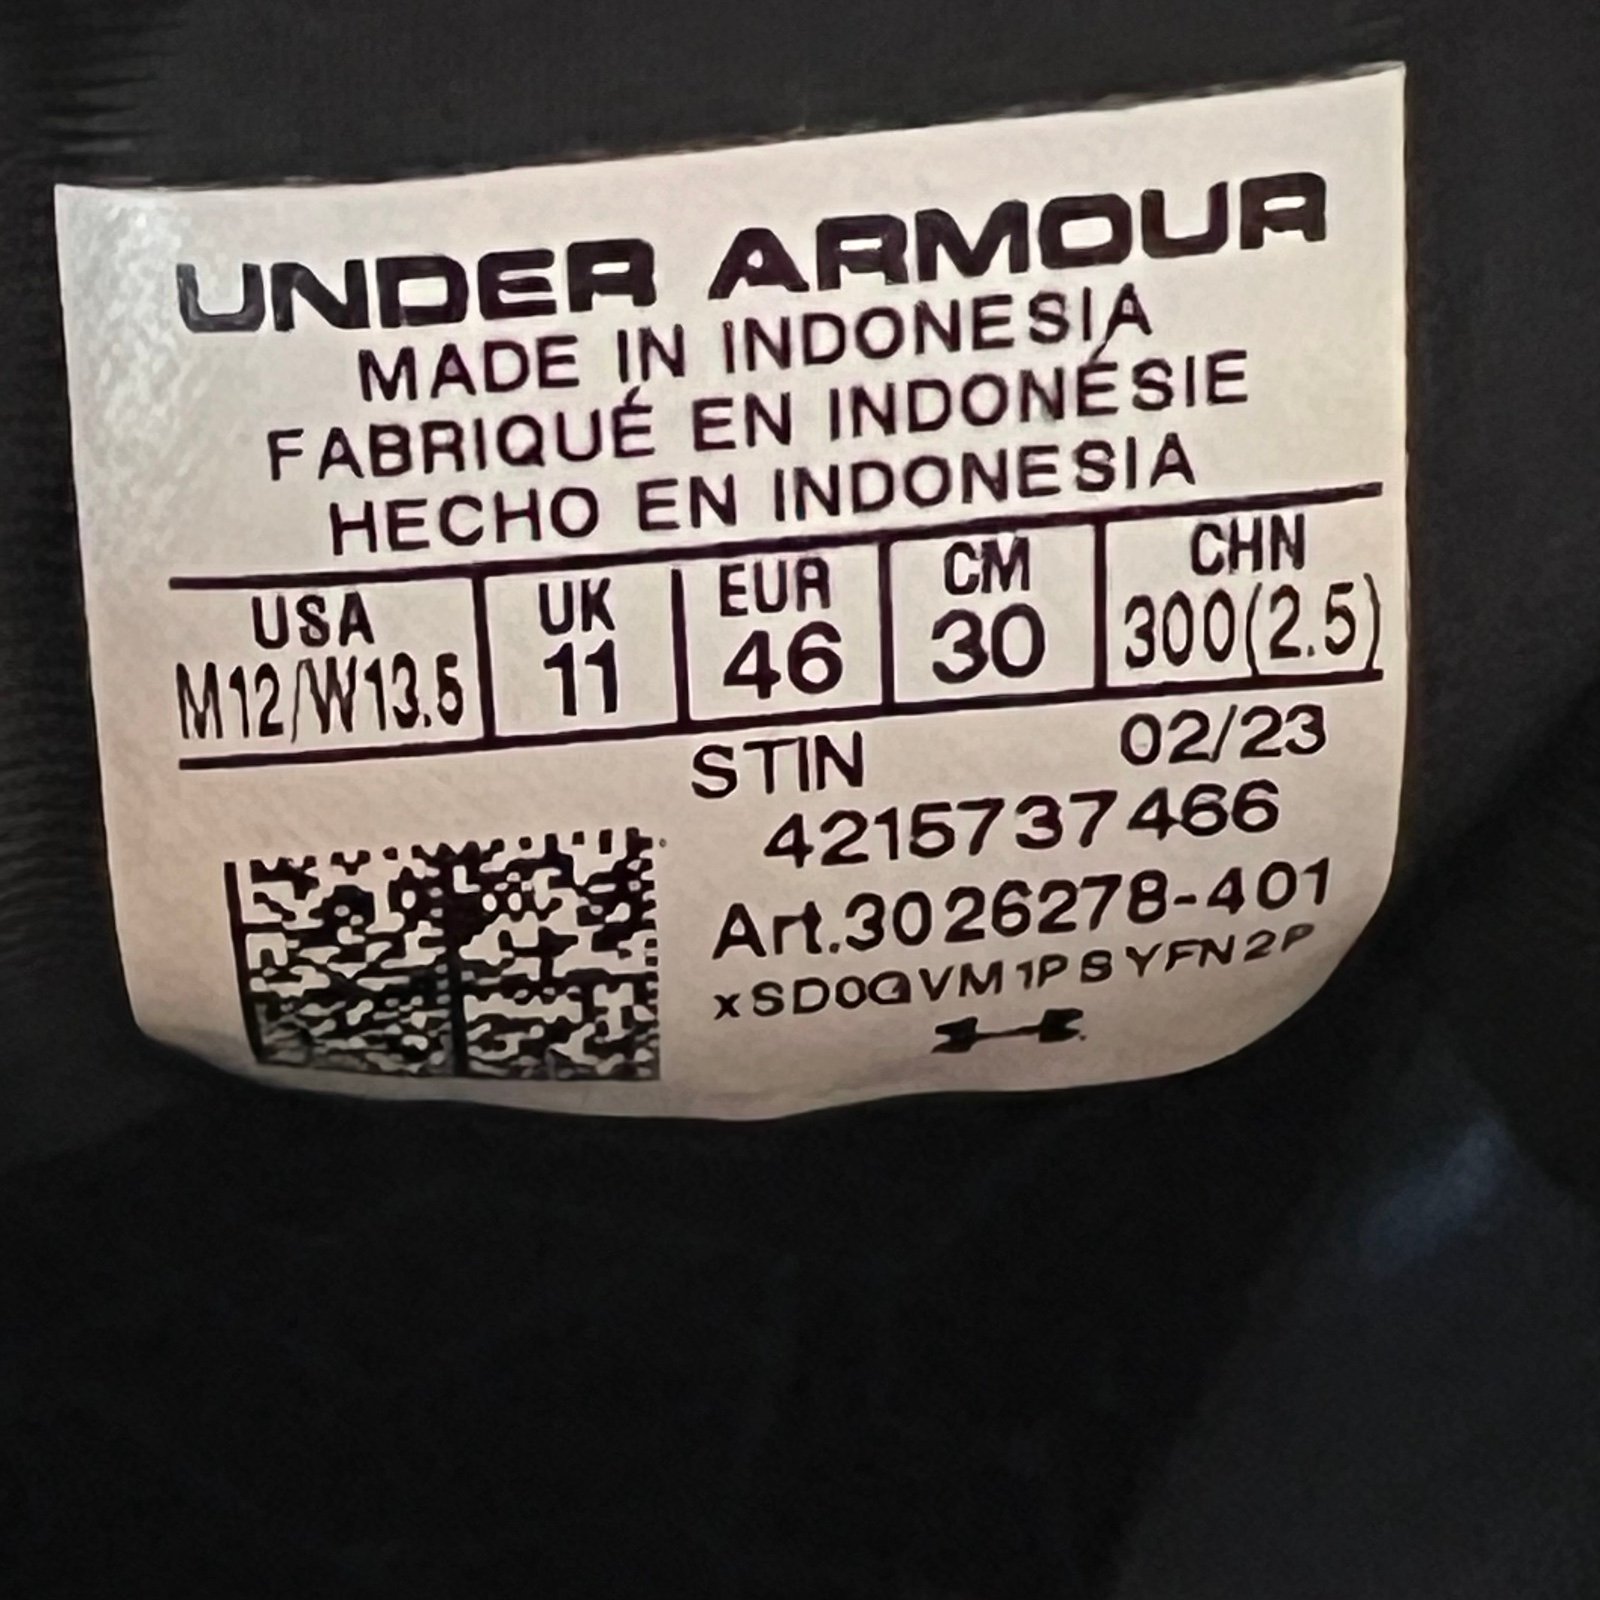 UNDER ARMOUR
MADE IN INDONESIA
FABRIQUÉ EN INDONÉSIE
HECHO EN INDONESIA
USA UK EUR CM CHN
M12/W13.5 11 46 30 300(2.5)
STIN 02/23
4215737466
Art.3026278-401
xSD0QVM1PSYFN2P